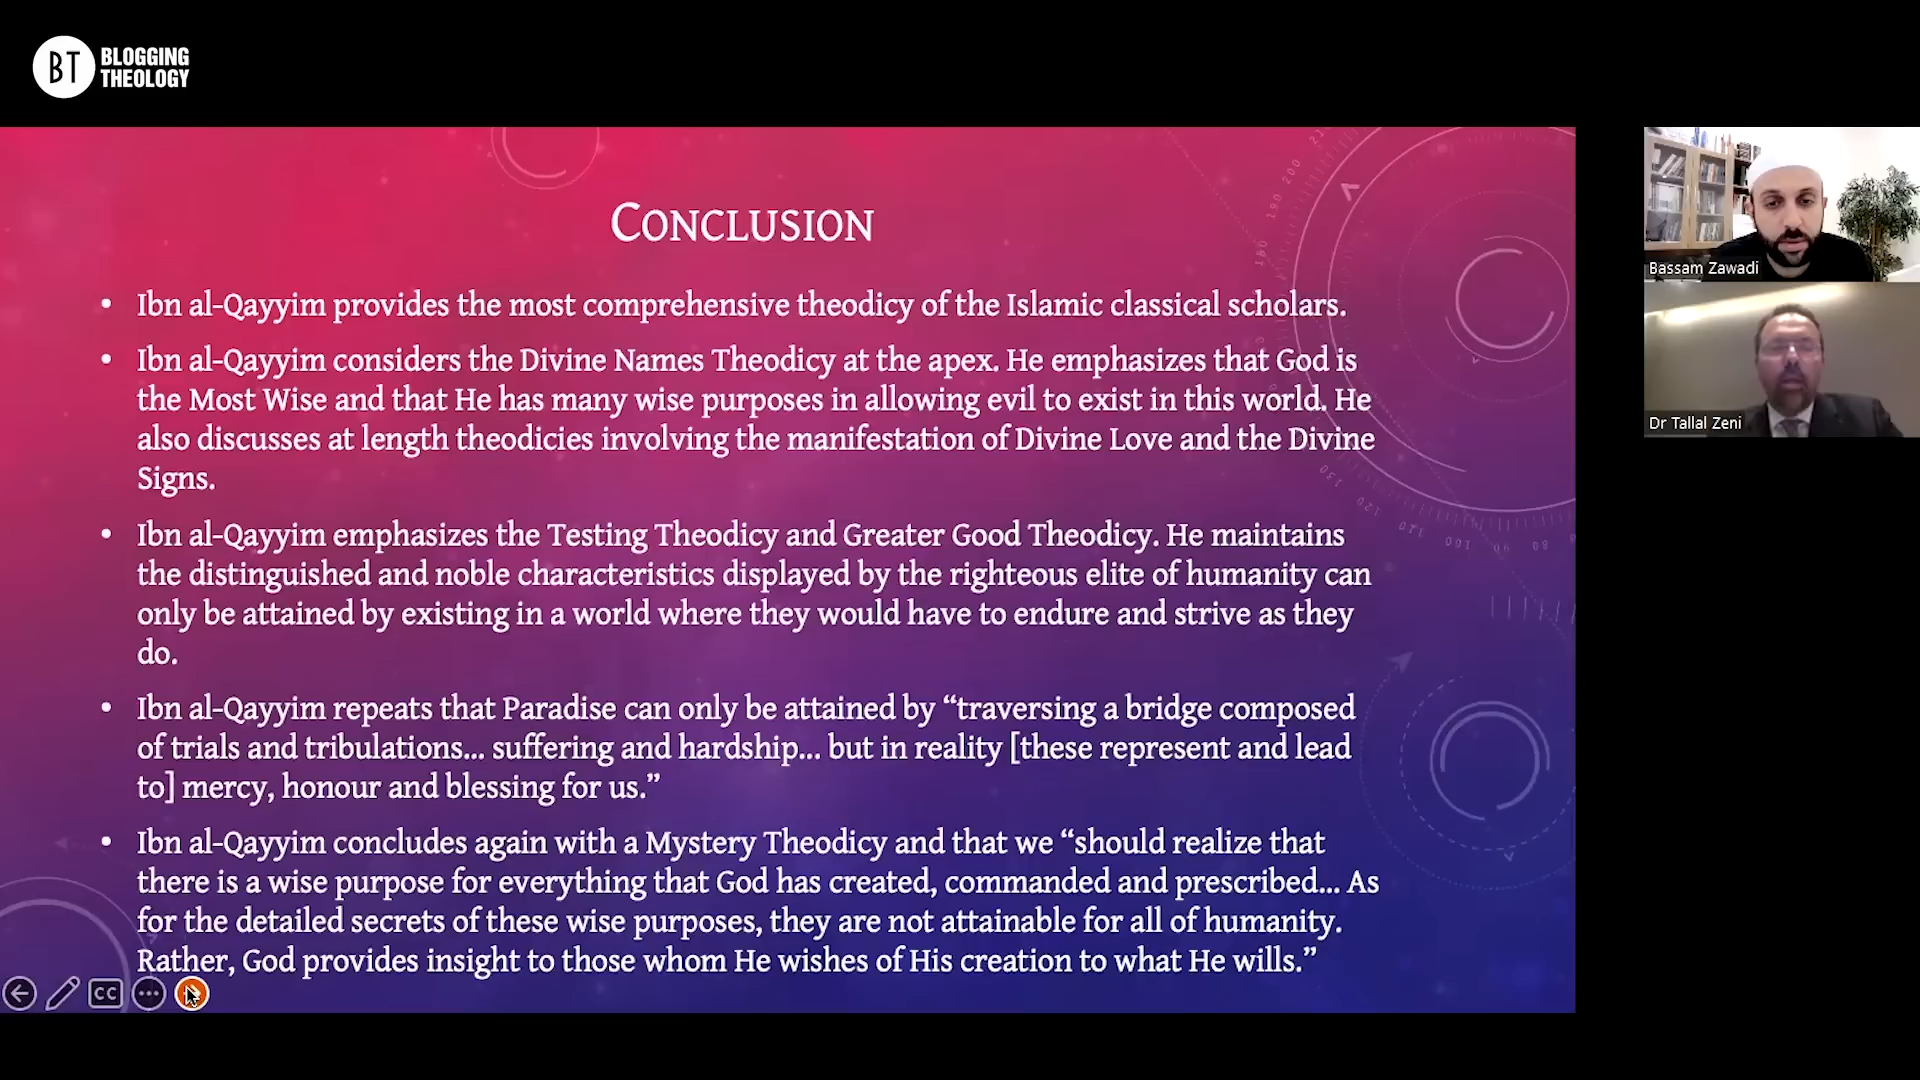 BT BLOGGING
THEOLOGY
CONCLUSION
• Ibn al-Qayyim provides the most comprehensive theodicy of the Islamic classical scholars.
• Ibn al-Qayyim considers the Divine Names Theodicy at the apex. He emphasizes that God is
the Most Wise and that He has many wise purposes in allowing evil to exist in this world. He
also discusses at length theodicies involving the manifestation of Divine Love and the Divine
Signs.
• Ibn al-Qayyim emphasizes the Testing Theodicy and Greater Good Theodicy. He maintains
the distinguished and noble characteristics displayed by the righteous elite of humanity can
only be attained by existing in a world where they would have to endure and strive as they
do.
• Ibn al-Qayyim repeats that Paradise can only be attained by “traversing a bridge composed
of trials and tribulations... suffering and hardship... but in reality [these represent and lead
to] mercy, honour and blessing for us.”
• Ibn al-Qayyim concludes again with a Mystery Theodicy and that we “should realize that
there is a wise purpose for everything that God has created, commanded and prescribed... As
for the detailed secrets of these wise purposes, they are not attainable for all of humanity.
Rather, God provides insight to those whom He wishes of His creation to what He wills.”
CC
Bassam Zawadi
Dr Tallal Zeni
200
190
180
130
120
110
100
90
80